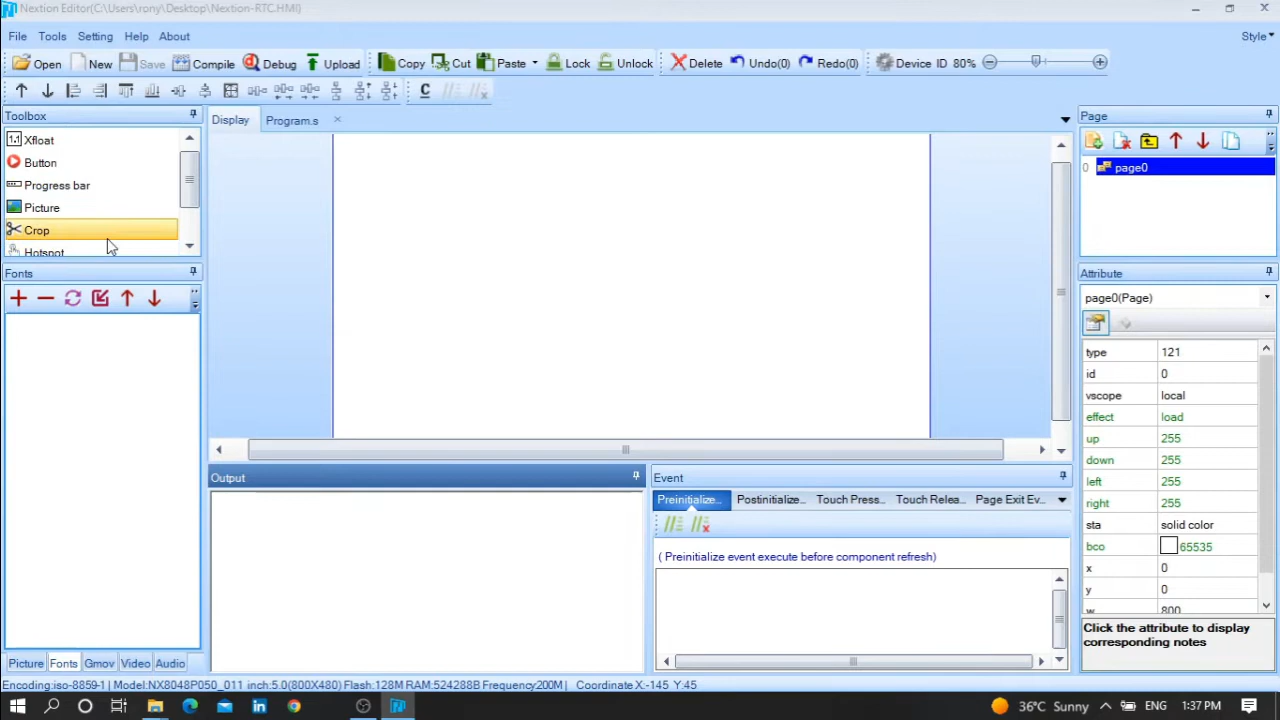 Nextion Editor(C:\Users\rony\Desktop\Nextion-RTC.HMI)
File Tools Setting Help About Style
Open New Save Compile Debug Upload Copy Cut Paste Lock Unlock Delete Undo(0) Redo(0) Device ID 80%
C
Toolbox
1.1 Xfloat
Button
Progress bar
Picture
Crop
Hotspot
Fonts
Picture Fonts Gmov Video Audio
Display Program.s
Output
Event
Preinitialize... Postinitialize... Touch Press... Touch Relea... Page Exit Ev...
( Preinitialize event execute before component refresh)
Page
0 page0
Attribute
page0(Page)
type 121
id 0
vscope local
effect load
up 255
down 255
left 255
right 255
sta solid color
bco 65535
x 0
y 0
w 800
Click the attribute to display
corresponding notes
Encoding:iso-8859-1| Model:NX8048P050_011 inch:5.0(800X480) Flash:128M RAM:524288B Frequency200M| Coordinate X:-145 Y:45
36°C Sunny ENG 1:37 PM